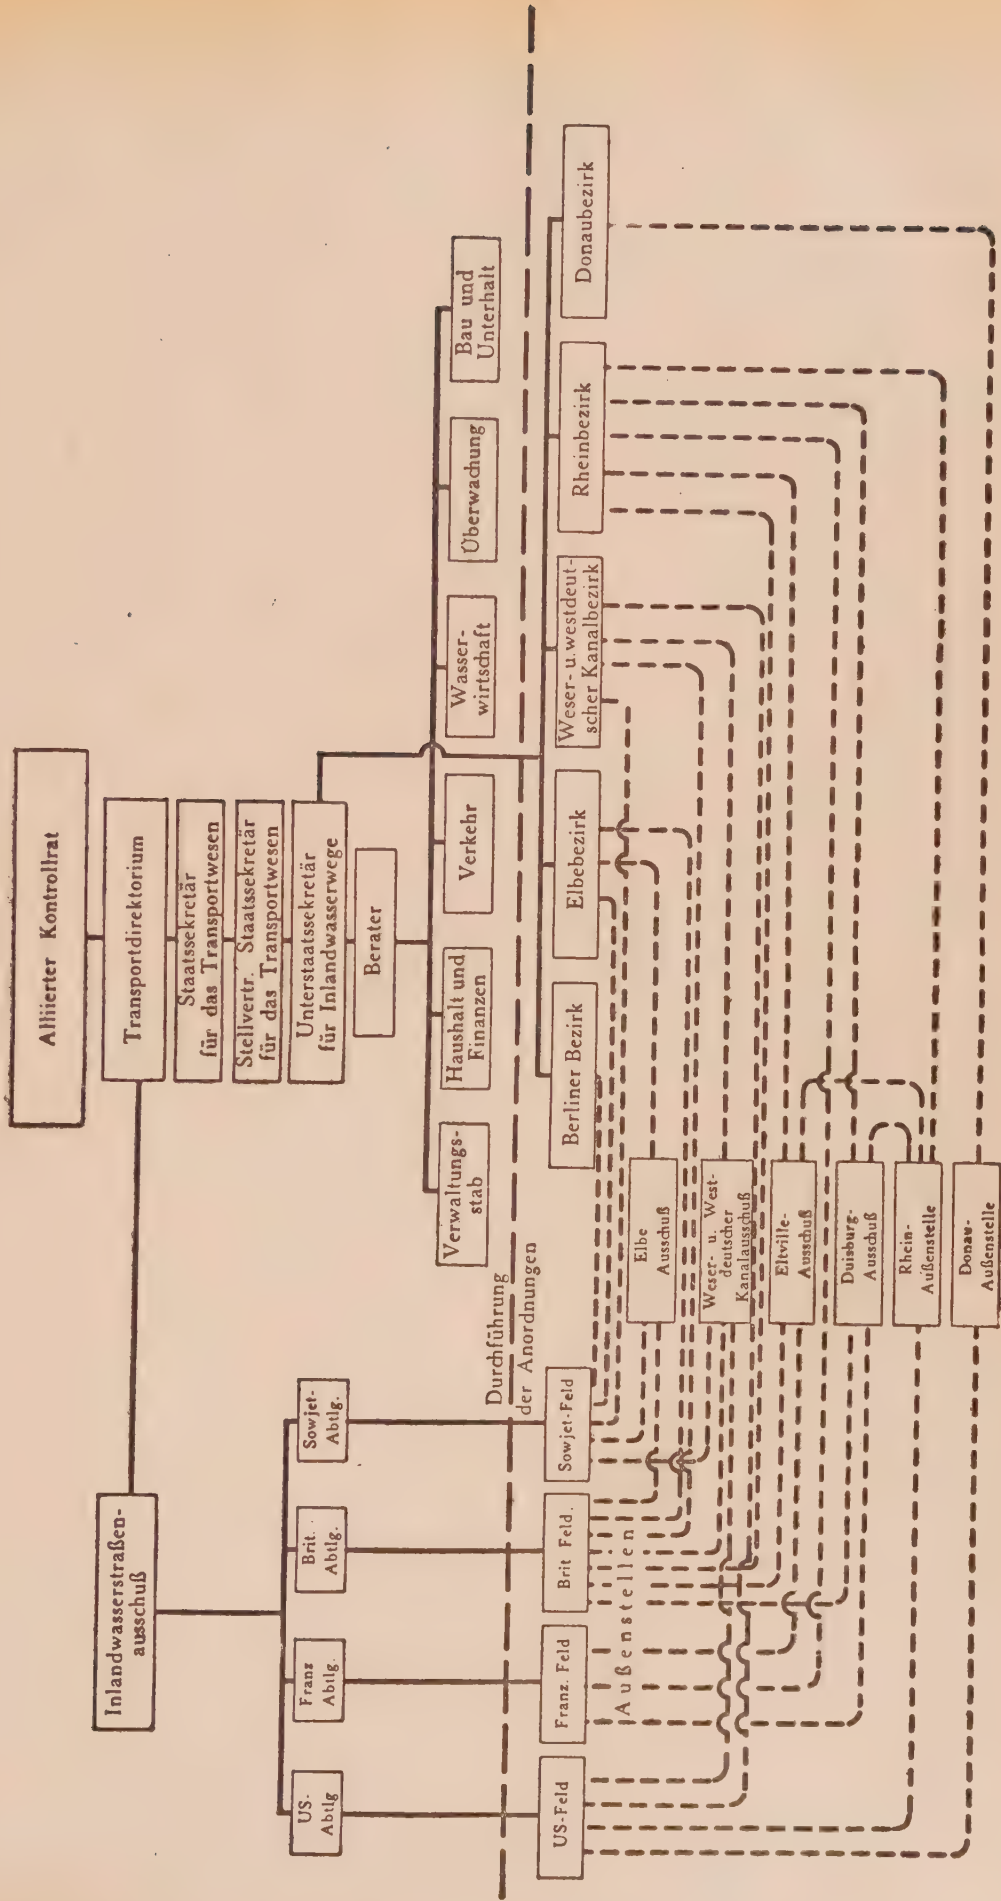 Alliierter Kontrollrat
Transportdirektorium
Staatssekretär
für das Transportwesen
Stellvertr. Staatssekretär
für das Transportwesen
Unterstaatssekretär
für Inlandwasserwege
Berater
Inlandwasserstraßen-
ausschuß
US-
Abtlg
Franz
Abtlg.
Brit.
Abtlg.
Sowjet-
Abtlg.
Verwaltungs-
stab
Haushalt und
Finanzen
Verkehr
Wasser-
wirtschaft
Überwachung
Bau und
Unterhalt
Durchführung
der Anordnungen
US-Feld
Franz. Feld
Brit Feld.
Sowjet-Feld
Außenstellen
Berliner Bezirk
Elbebezirk
Weser- u. westdeut-
scher Kanalbezirk
Rheinbezirk
Donaubezirk
Elbe
Ausschuß
Weser- u. West-
deutscher
Kanalausschuß
Eltville-
Ausschuß
Duisburg-
Ausschuß
Rhein-
Außenstelle
Donau-
Außenstelle